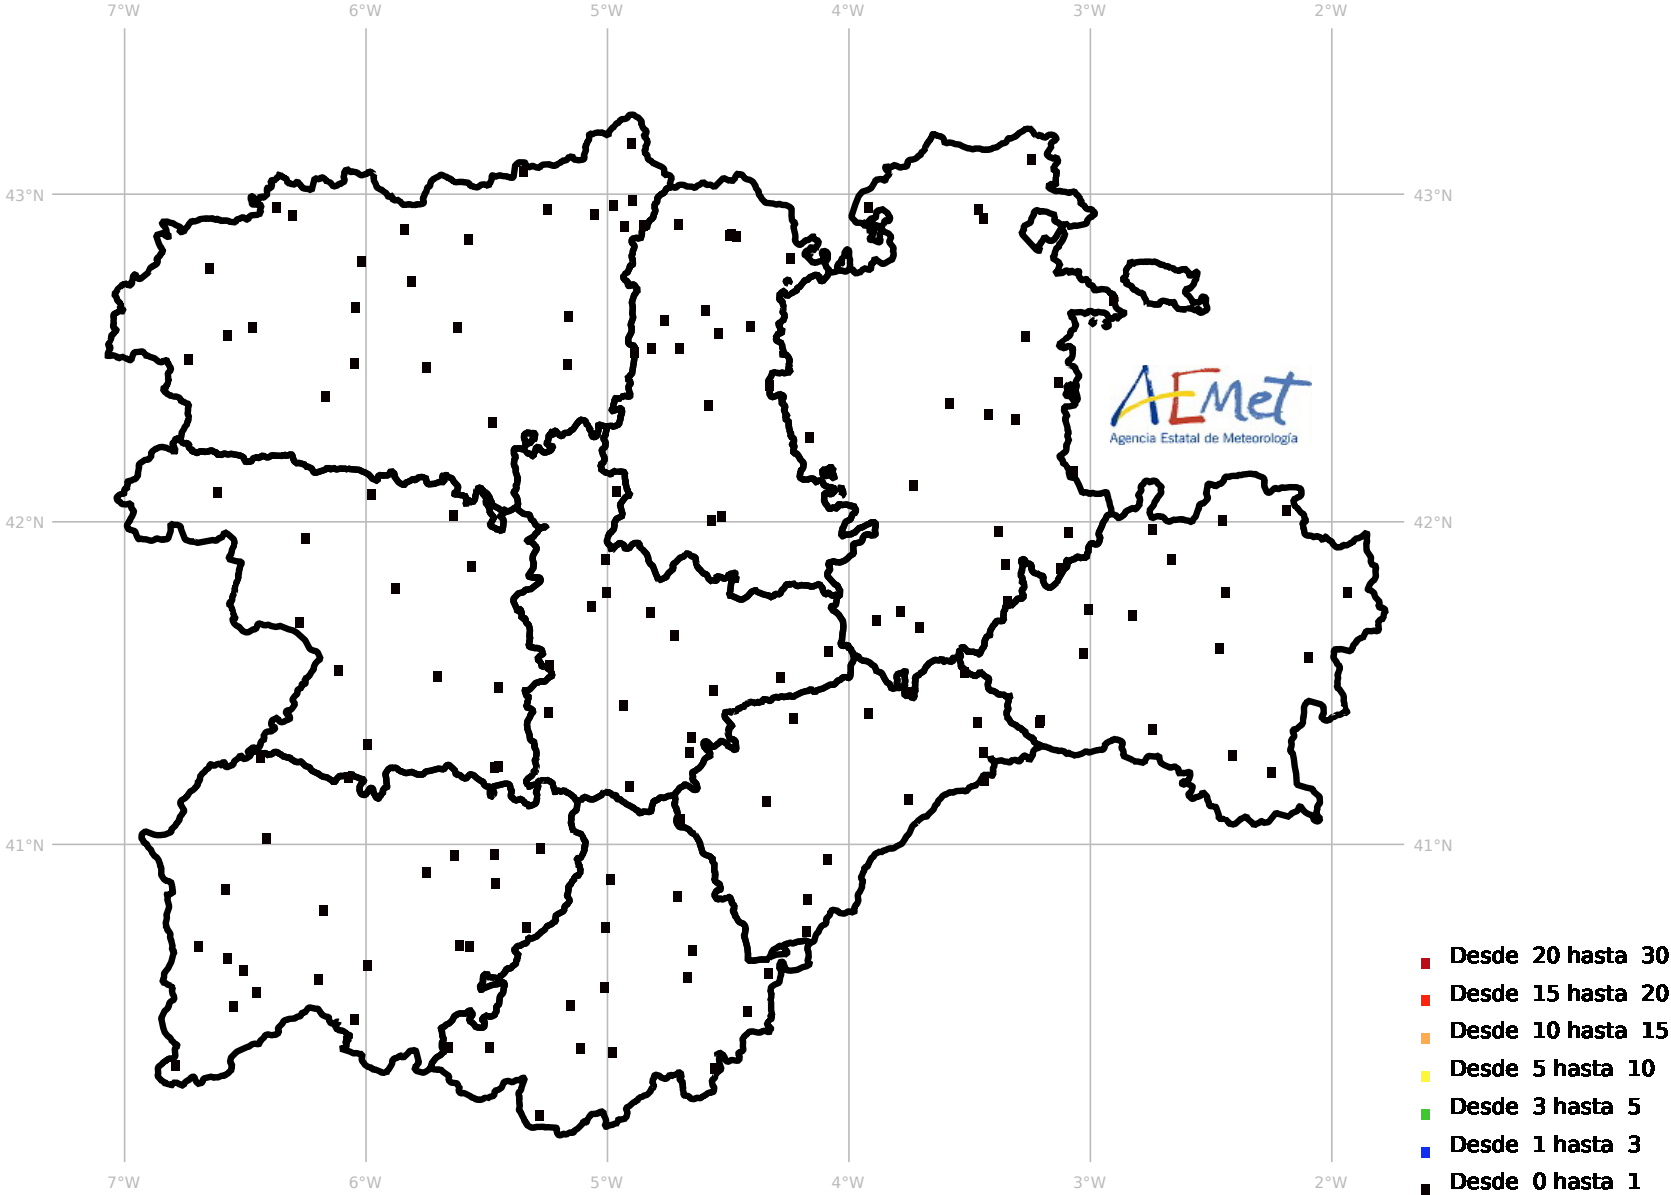 7°W 6°W 5°W 4°W 3°W 2°W
43°N 43°N
AEMet
Agencia Estatal de Meteorología
42°N 42°N
41°N 41°N
Desde 20 hasta 30
Desde 15 hasta 20
Desde 10 hasta 15
Desde 5 hasta 10
Desde 3 hasta 5
Desde 1 hasta 3
Desde 0 hasta 1
7°W 6°W 5°W 4°W 3°W 2°W